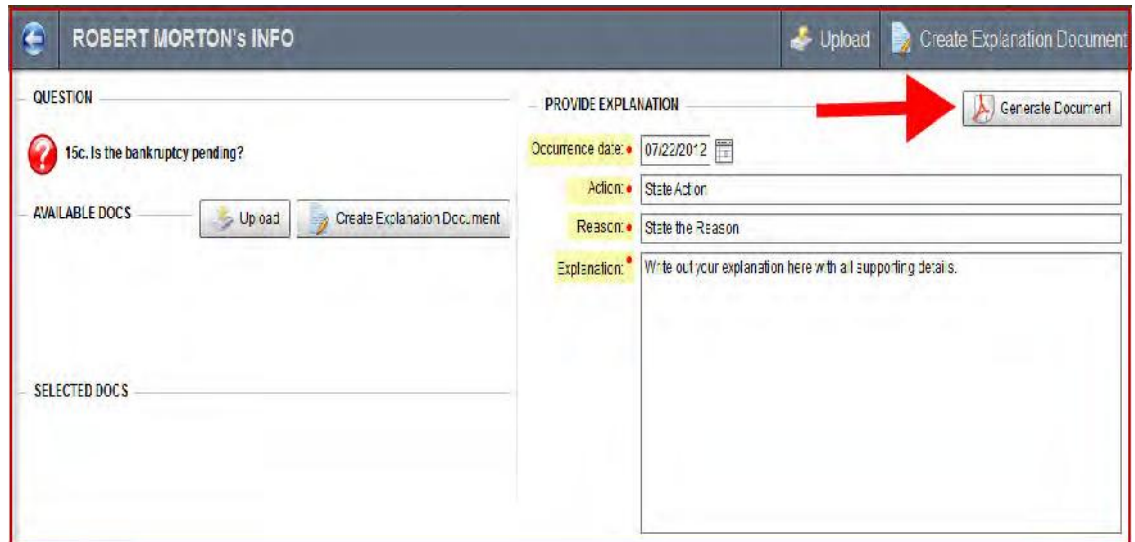 ROBERT MORTON's INFO
Upload
Create Explanation Document
QUESTION
15c. Is the bankruptcy pending?
AVAILABLE DOCS
Upload
Create Explanation Document
SELECTED DOCS
PROVIDE EXPLANATION
Generate Document
Occurrence date: 07/22/2012
Action: State Action
Reason: State the Reason
Explanation: Write out your explanation here with all supporting details.